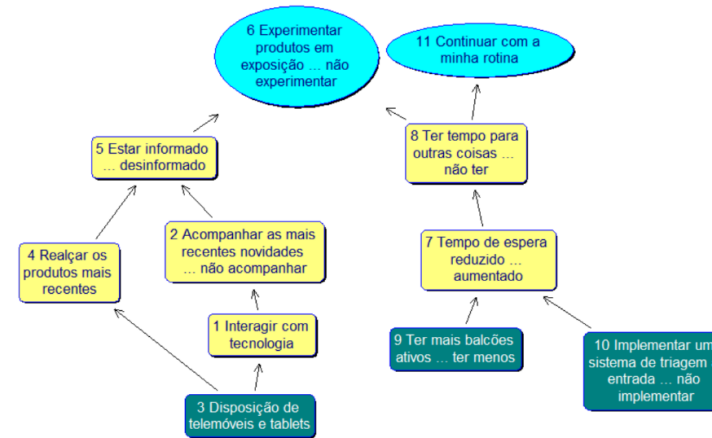 6 Experimentar
produtos em
exposição ... não
experimentar
11 Continuar com a
minha rotina
5 Estar informado
... desinformado
8 Ter tempo para
outras coisas ...
não ter
4 Realçar os
produtos mais
recentes
2 Acompanhar as mais
recentes novidades
... não acompanhar
7 Tempo de espera
reduzido ...
aumentado
1 Interagir com
tecnologia
9 Ter mais balcões
ativos ... ter menos
10 Implementar um
sistema de triagem
entrada ... não
implementar
3 Disposição de
telemóveis e tablets